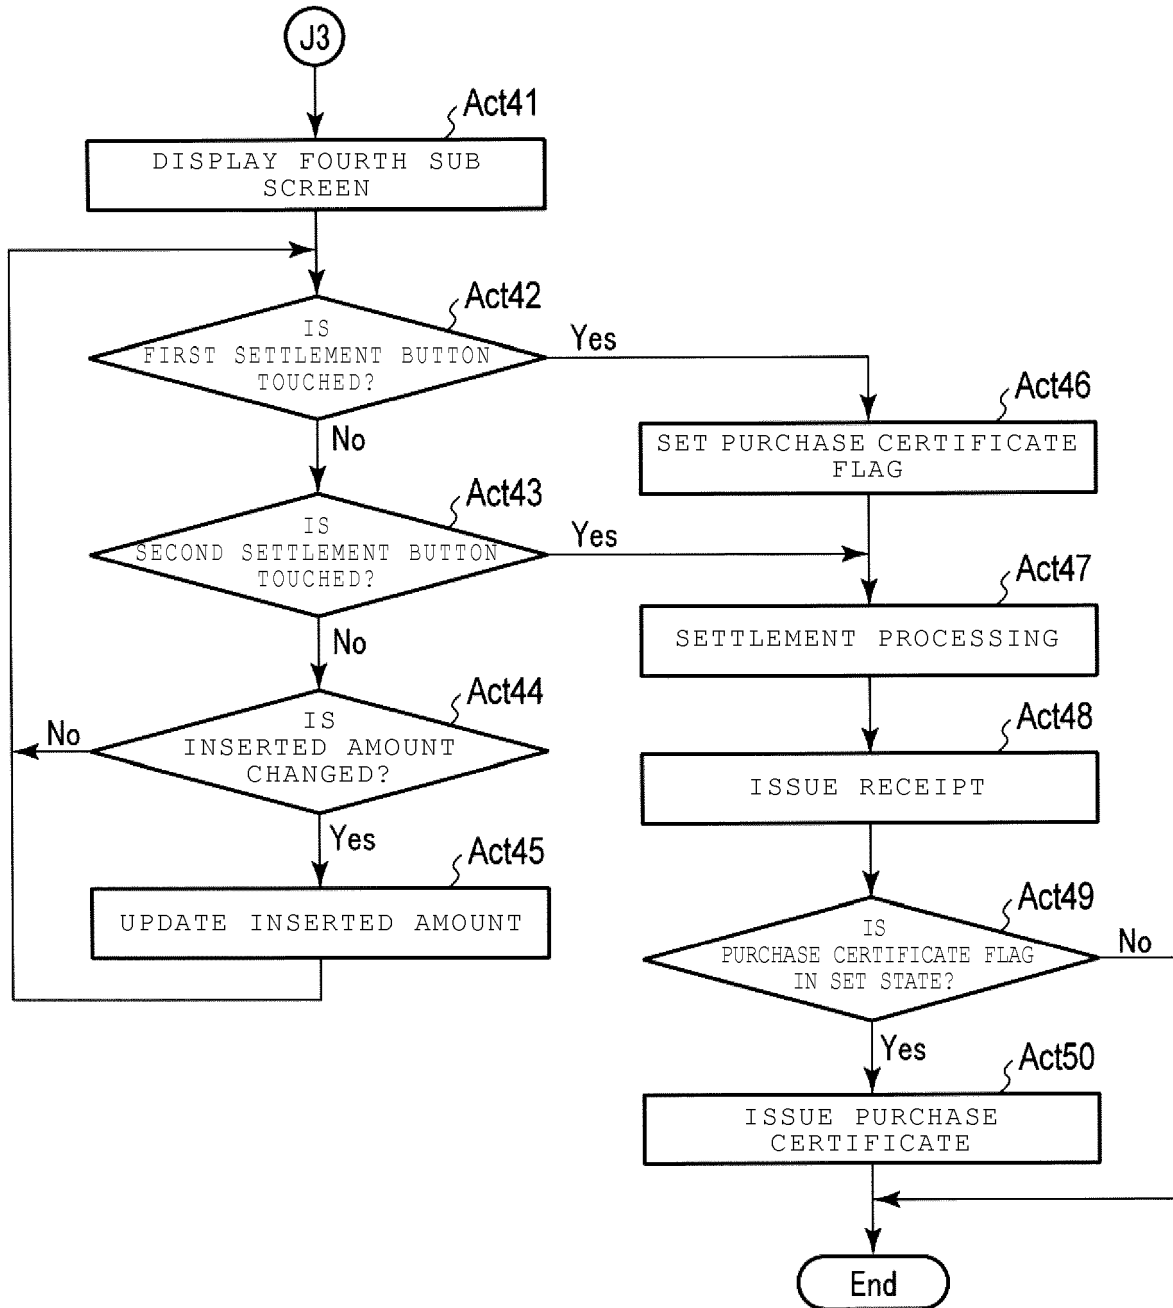 J3
Act41
DISPLAY FOURTH SUB
SCREEN
Act42
IS
FIRST SETTLEMENT BUTTON
TOUCHED?
Yes
No
Act43
IS
SECOND SETTLEMENT BUTTON
TOUCHED?
Yes
No
Act44
IS
INSERTED AMOUNT
CHANGED?
No
Yes
Act45
UPDATE INSERTED AMOUNT
Act46
SET PURCHASE CERTIFICATE
FLAG
Act47
SETTLEMENT PROCESSING
Act48
ISSUE RECEIPT
Act49
IS
PURCHASE CERTIFICATE FLAG
IN SET STATE?
No
Yes
Act50
ISSUE PURCHASE
CERTIFICATE
End